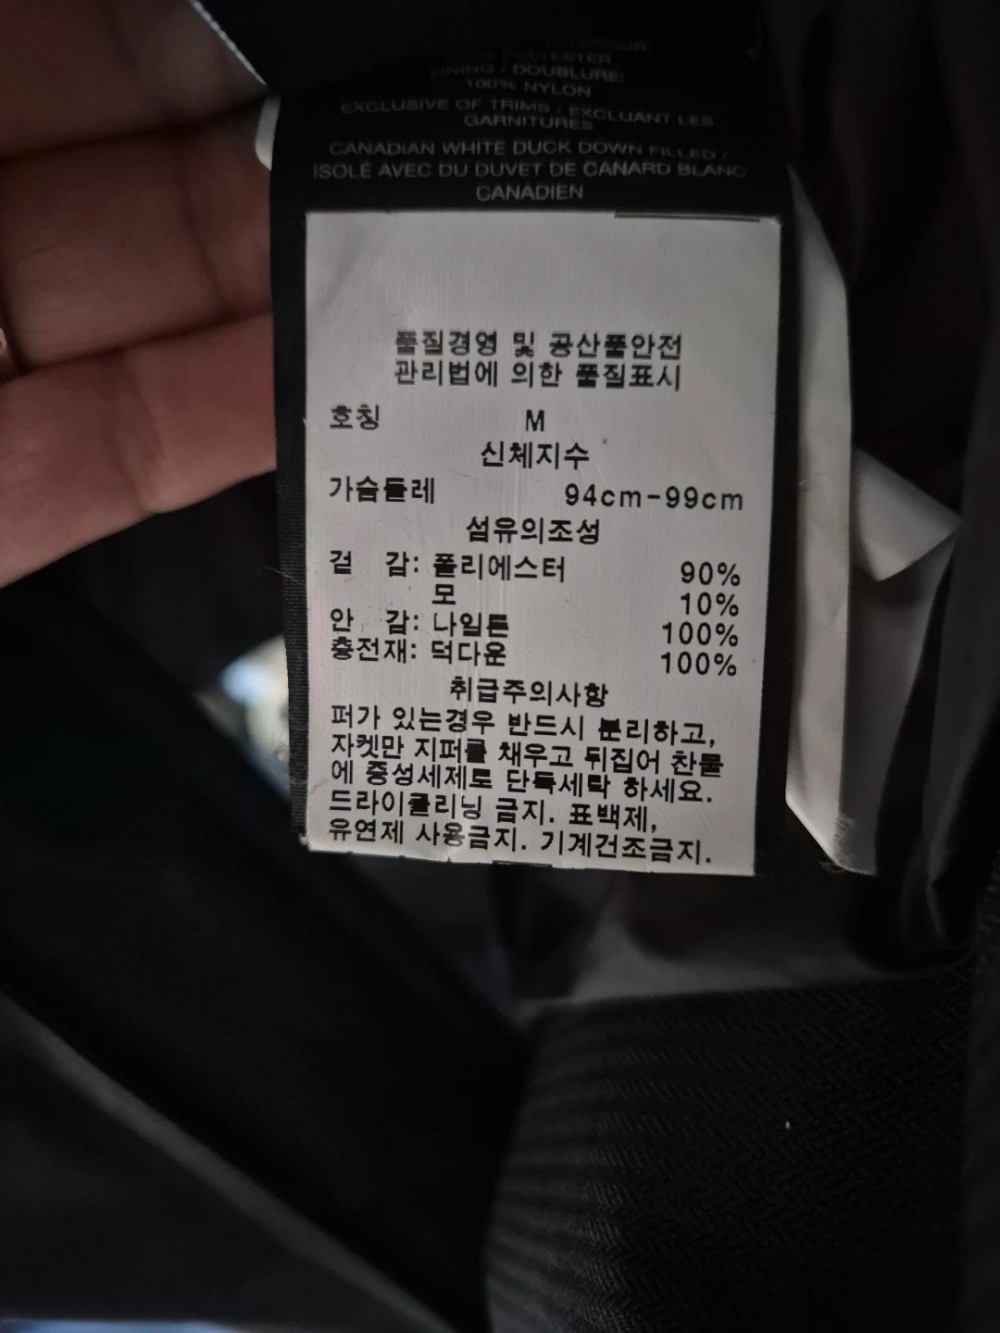 POLYESTER
LINING / DOUBLURE:
100% NYLON
EXCLUSIVE OF TRIMS / EXCLUANT LES
GARNITURES
CANADIAN WHITE DUCK DOWN FILLED /
ISOLÉ AVEC DU DUVET DE CANARD BLANC
CANADIEN
품질경영 및 공산품안전
관리법에 의한 품질표시
호칭 M
신체지수
가슴둘레 94cm-99cm
섬유의조성
겉 감: 폴리에스터 90%
모 10%
안 감: 나일론 100%
충전재: 덕다운 100%
취급주의사항
퍼가 있는경우 반드시 분리하고,
자켓만 지퍼를 채우고 뒤집어 찬물
에 중성세제로 단독세탁 하세요.
드라이클리닝 금지. 표백제,
유연제 사용금지. 기계건조금지.